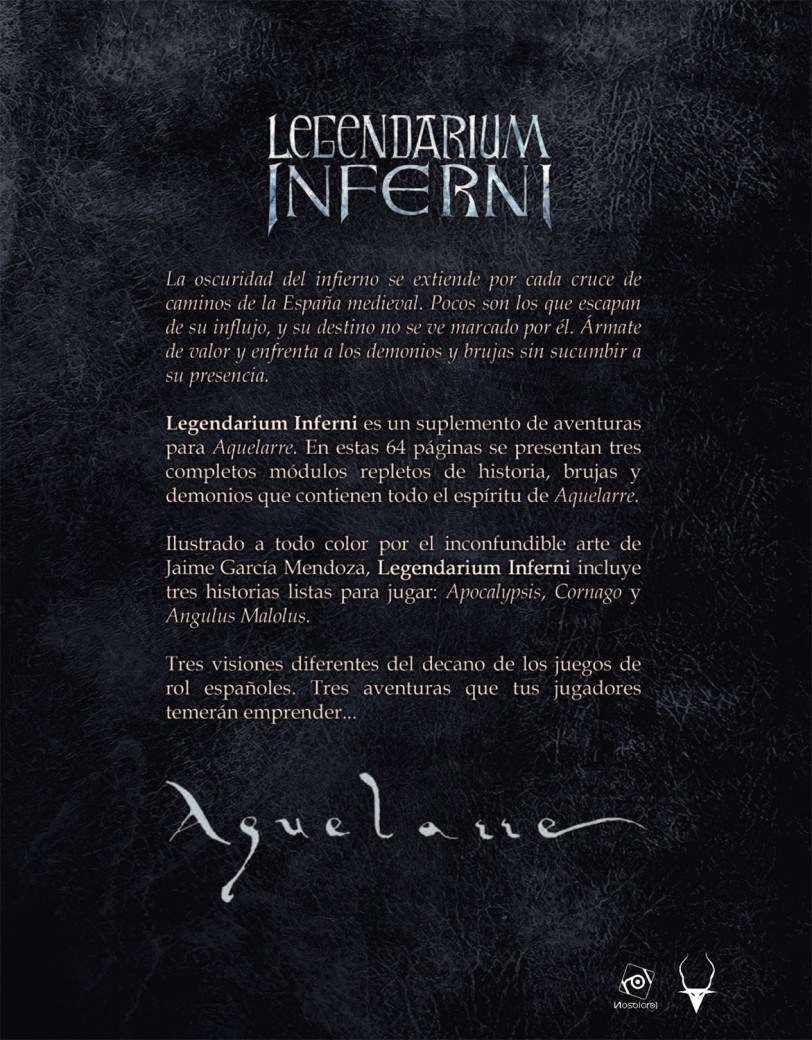 LEGENDARIUM
INFERNI
La oscuridad del infierno se extiende por cada cruce de
caminos de la España medieval. Pocos son los que escapan
de su influjo, y su destino no se ve marcado por él. Ármate
de valor y enfrenta a los demonios y brujas sin sucumbir a
su presencia.
Legendarium Inferni es un suplemento de aventuras
para Aquelarre. En estas 64 páginas se presentan tres
completos módulos repletos de historia, brujas y
demonios que contienen todo el espíritu de Aquelarre.
Ilustrado a todo color por el inconfundible arte de
Jaime García Mendoza, Legendarium Inferni incluye
tres historias listas para jugar: Apocalypsis, Cornago y
Angulus Malolus.
Tres visiones diferentes del decano de los juegos de
rol españoles. Tres aventuras que tus jugadores
temerán emprender...
Aquelarre
Nosolorol